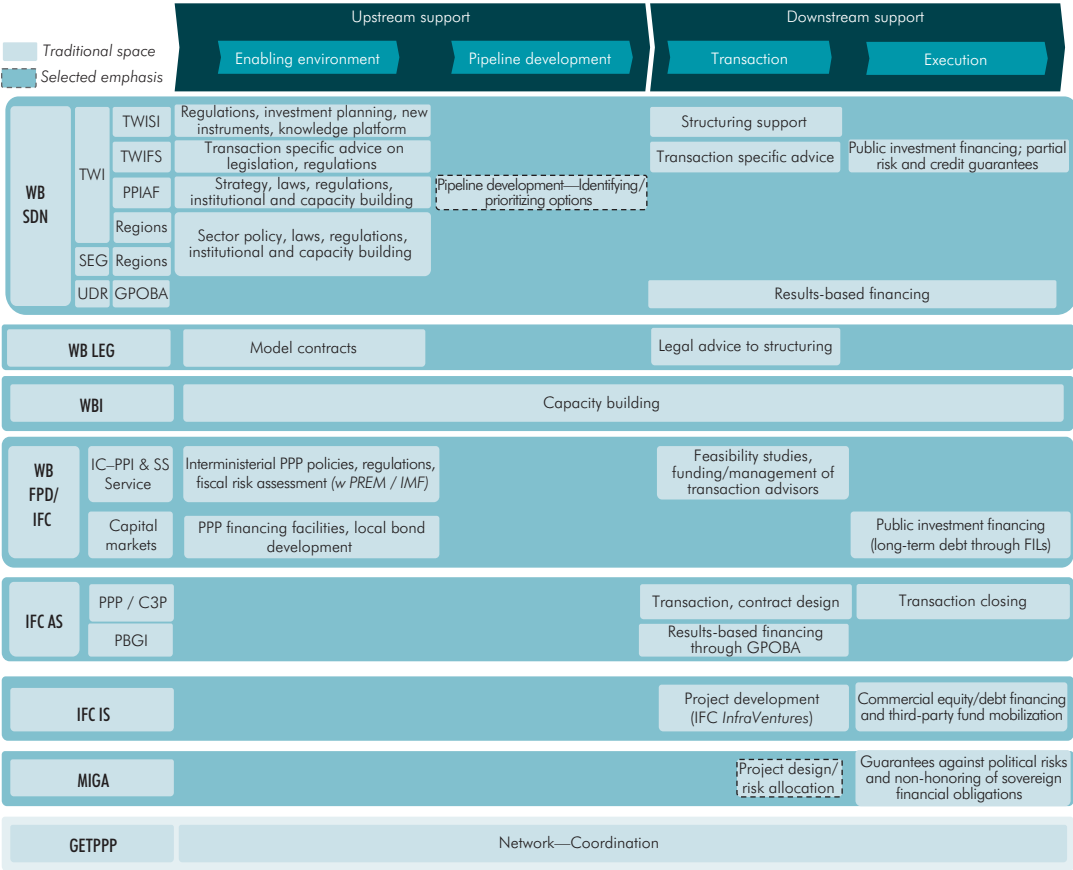 Upstream support
Downstream support
Traditional space
Selected emphasis
Enabling environment
Pipeline development
Transaction
Execution
WB
SDN
TWI
TWISI
Regulations, investment planning, new
instruments, knowledge platform
Structuring support
TWIFS
Transaction specific advice on
legislation, regulations
Transaction specific advice
Public investment financing; partial
risk and credit guarantees
PPIAF
Strategy, laws, regulations,
institutional and capacity building
Pipeline development—Identifying/
prioritizing options
Regions
Sector policy, laws, regulations,
institutional and capacity building
SEG
Regions
UDR
GPOBA
Results-based financing
WB LEG
Model contracts
Legal advice to structuring
WBI
Capacity building
WB
FPD/
IFC
IC–PPI & SS
Service
Interministerial PPP policies, regulations,
fiscal risk assessment (w PREM / IMF)
Feasibility studies,
funding/management of
transaction advisors
Capital
markets
PPP financing facilities, local bond
development
Public investment financing
(long-term debt through FILs)
IFC AS
PPP / C3P
Transaction, contract design
Transaction closing
PBGI
Results-based financing
through GPOBA
IFC IS
Project development
(IFC InfraVentures)
Commercial equity/debt financing
and third-party fund mobilization
MIGA
Project design/
risk allocation
Guarantees against political risks
and non-honoring of sovereign
financial obligations
GETPPP
Network—Coordination